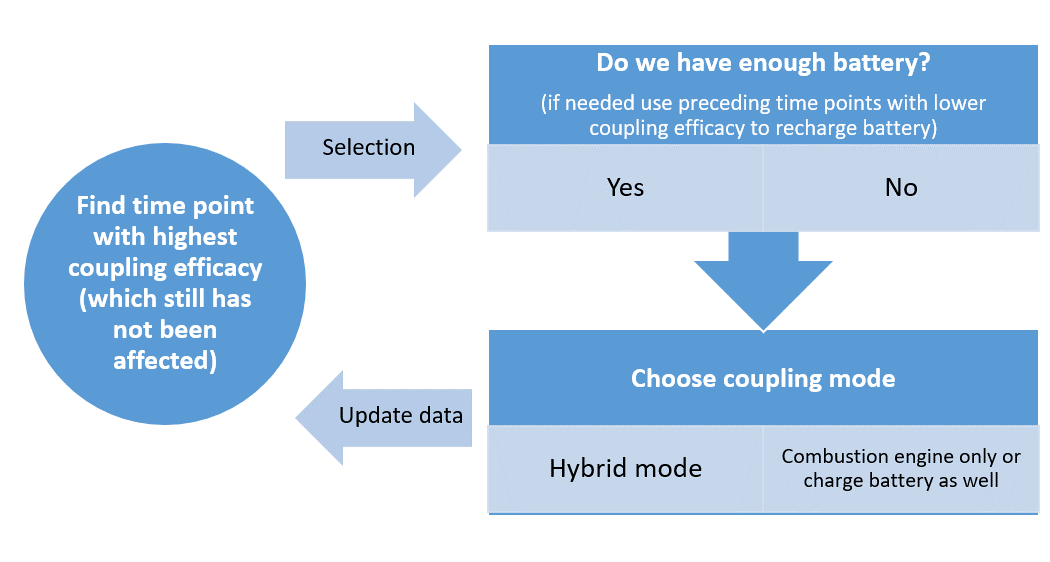 Find time point
with highest
coupling efficacy
(which still has
not been
affected)
Selection
Do we have enough battery?
(if needed use preceding time points with lower
coupling efficacy to recharge battery)
Yes
No
Choose coupling mode
Hybrid mode
Combustion engine only or
charge battery as well
Update data